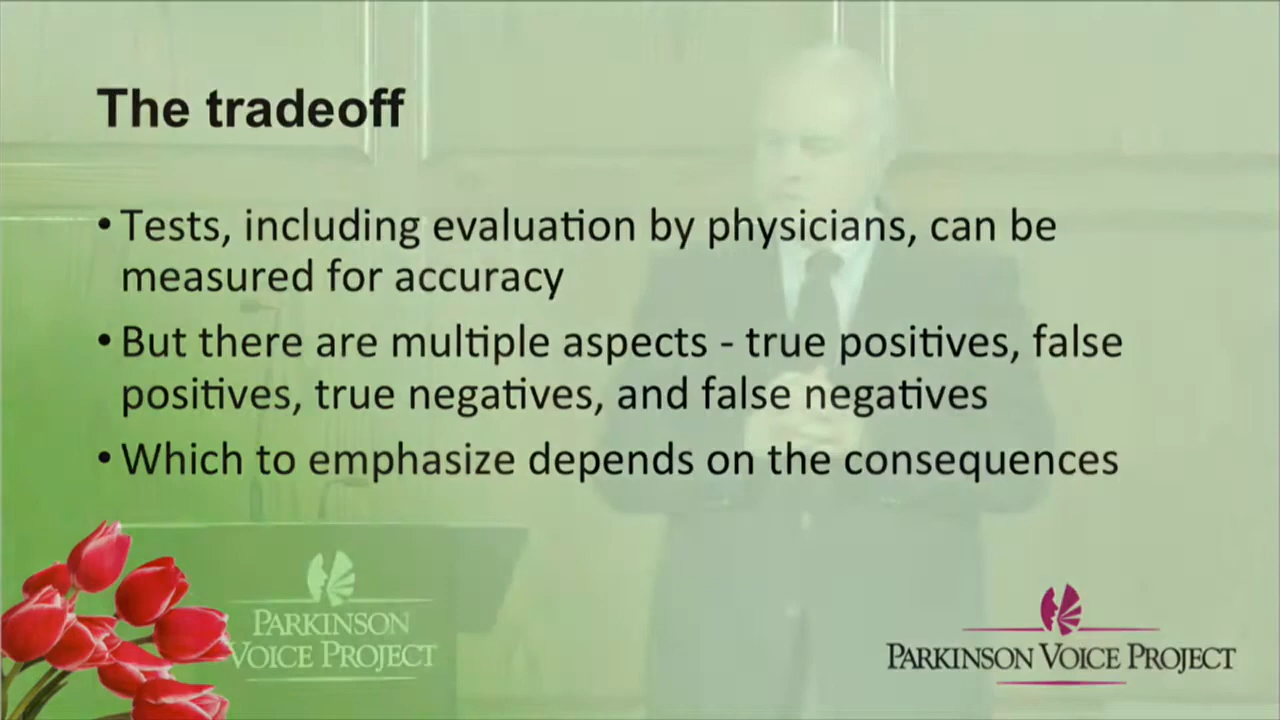 The tradeoff
• Tests, including evaluation by physicians, can be
measured for accuracy
• But there are multiple aspects - true positives, false
positives, true negatives, and false negatives
• Which to emphasize depends on the consequences
PARKINSON
VOICE PROJECT
PARKINSON VOICE PROJECT